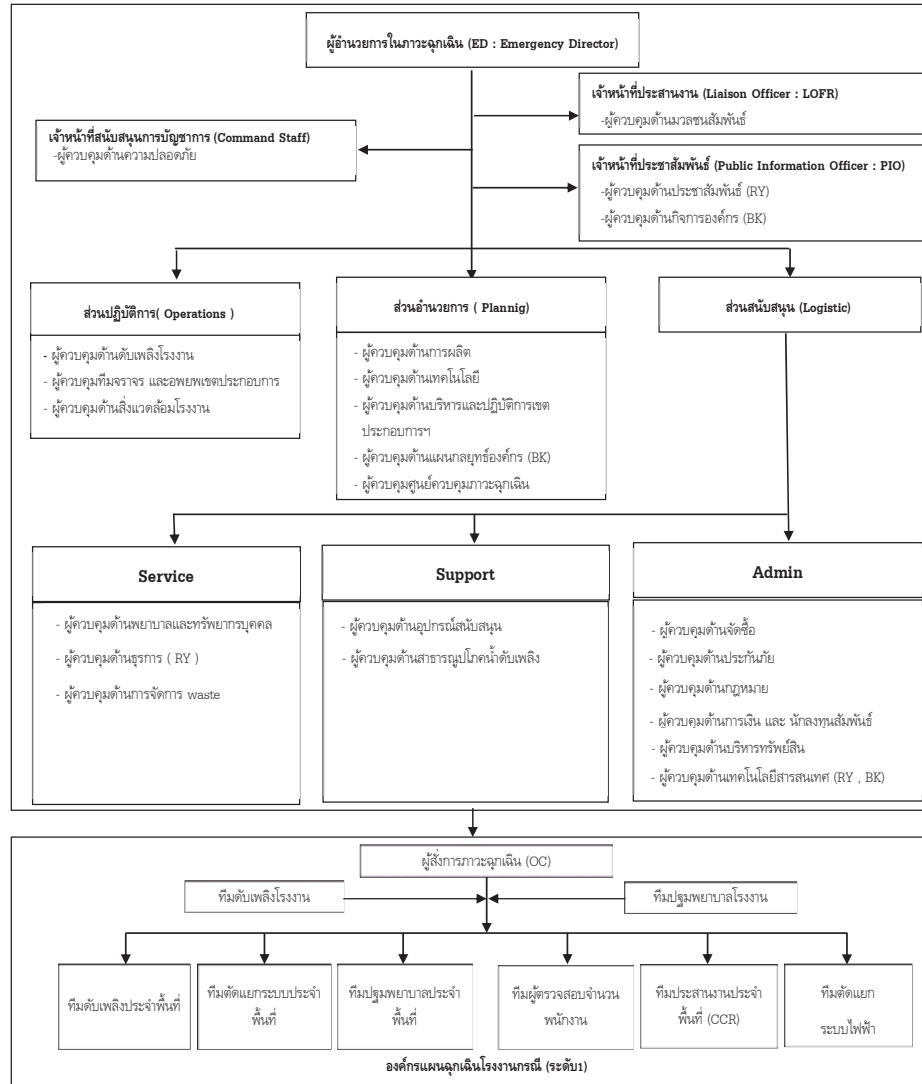 ผู้อำนวยการในภาวะฉุกเฉิน (ED : Emergency Director)
เจ้าหน้าที่ประสานงาน (Liaison Officer : LOFR)
-ผู้ควบคุมด้านมวลชนสัมพันธ์
เจ้าหน้าที่สนับสนุนการบัญชาการ (Command Staff)
-ผู้ควบคุมด้านความปลอดภัย
เจ้าหน้าที่ประชาสัมพันธ์ (Public Information Officer : PIO)
-ผู้ควบคุมด้านประชาสัมพันธ์ (RY)
-ผู้ควบคุมด้านกิจการองค์กร (BK)
ส่วนปฏิบัติการ( Operations )
- ผู้ควบคุมด้านดับเพลิงโรงงาน
- ผู้ควบคุมทีมจราจร และอพยพเขตประกอบการ
- ผู้ควบคุมด้านสิ่งแวดล้อมโรงงาน
ส่วนอำนวยการ ( Plannig)
- ผู้ควบคุมด้านการผลิต
- ผู้ควบคุมด้านเทคโนโลยี
- ผู้ควบคุมด้านบริหารและปฏิบัติการเขต
ประกอบการฯ
- ผู้ควบคุมด้านแผนกลยุทธ์องค์กร (BK)
- ผู้ควบคุมศูนย์ควบคุมภาวะฉุกเฉิน
ส่วนสนับสนุน (Logistic)
Service
- ผู้ควบคุมด้านพยาบาลและทรัพยากรบุคคล
- ผู้ควบคุมด้านธุรการ ( RY )
- ผู้ควบคุมด้านการจัดการ waste
Support
- ผู้ควบคุมด้านอุปกรณ์สนับสนุน
- ผู้ควบคุมด้านสาธารณูปโภคน้ำดับเพลิง
Admin
- ผู้ควบคุมด้านจัดซื้อ
- ผู้ควบคุมด้านประกันภัย
- ผู้ควบคุมด้านกฎหมาย
- ผู้ควบคุมด้านการเงิน และ นักลงทุนสัมพันธ์
- ผู้ควบคุมด้านบริหารทรัพย์สิน
- ผู้ควบคุมด้านเทคโนโลยีสารสนเทศ (RY , BK)
ผู้สั่งการภาวะฉุกเฉิน (OC)
ทีมดับเพลิงโรงงาน
ทีมปฐมพยาบาลโรงงาน
ทีมดับเพลิงประจำพื้นที่
ทีมตัดแยกระบบประจำ
พื้นที่
ทีมปฐมพยาบาลประจำ
พื้นที่
ทีมผู้ตรวจสอบจำนวน
พนักงาน
ทีมประสานงานประจำ
พื้นที่ (CCR)
ทีมตัดแยก
ระบบไฟฟ้า
องค์กรแผนฉุกเฉินโรงงานกรณี (ระดับ1)